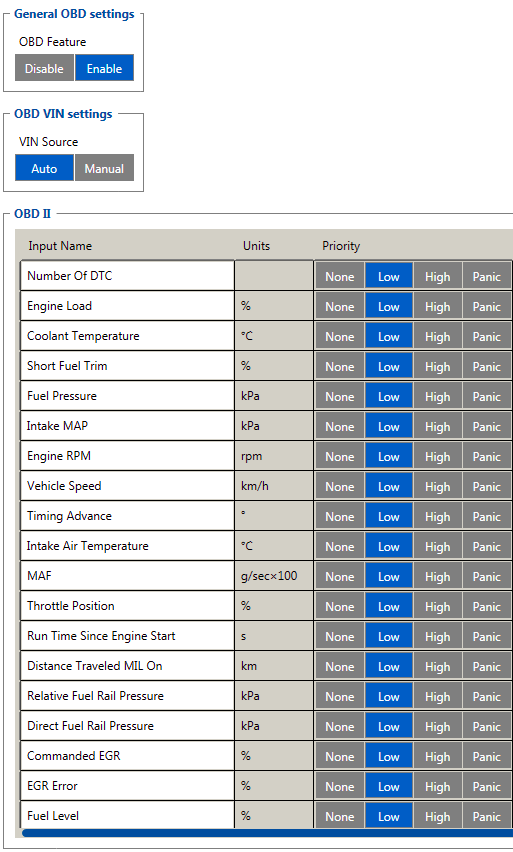 General OBD settings
OBD Feature
Disable Enable
OBD VIN settings
VIN Source
Auto Manual
OBD II
Input Name Units Priority
Number Of DTC None Low High Panic
Engine Load % None Low High Panic
Coolant Temperature °C None Low High Panic
Short Fuel Trim % None Low High Panic
Fuel Pressure kPa None Low High Panic
Intake MAP kPa None Low High Panic
Engine RPM rpm None Low High Panic
Vehicle Speed km/h None Low High Panic
Timing Advance ° None Low High Panic
Intake Air Temperature °C None Low High Panic
MAF g/sec×100 None Low High Panic
Throttle Position % None Low High Panic
Run Time Since Engine Start s None Low High Panic
Distance Traveled MIL On km None Low High Panic
Relative Fuel Rail Pressure kPa None Low High Panic
Direct Fuel Rail Pressure kPa None Low High Panic
Commanded EGR % None Low High Panic
EGR Error % None Low High Panic
Fuel Level % None Low High Panic